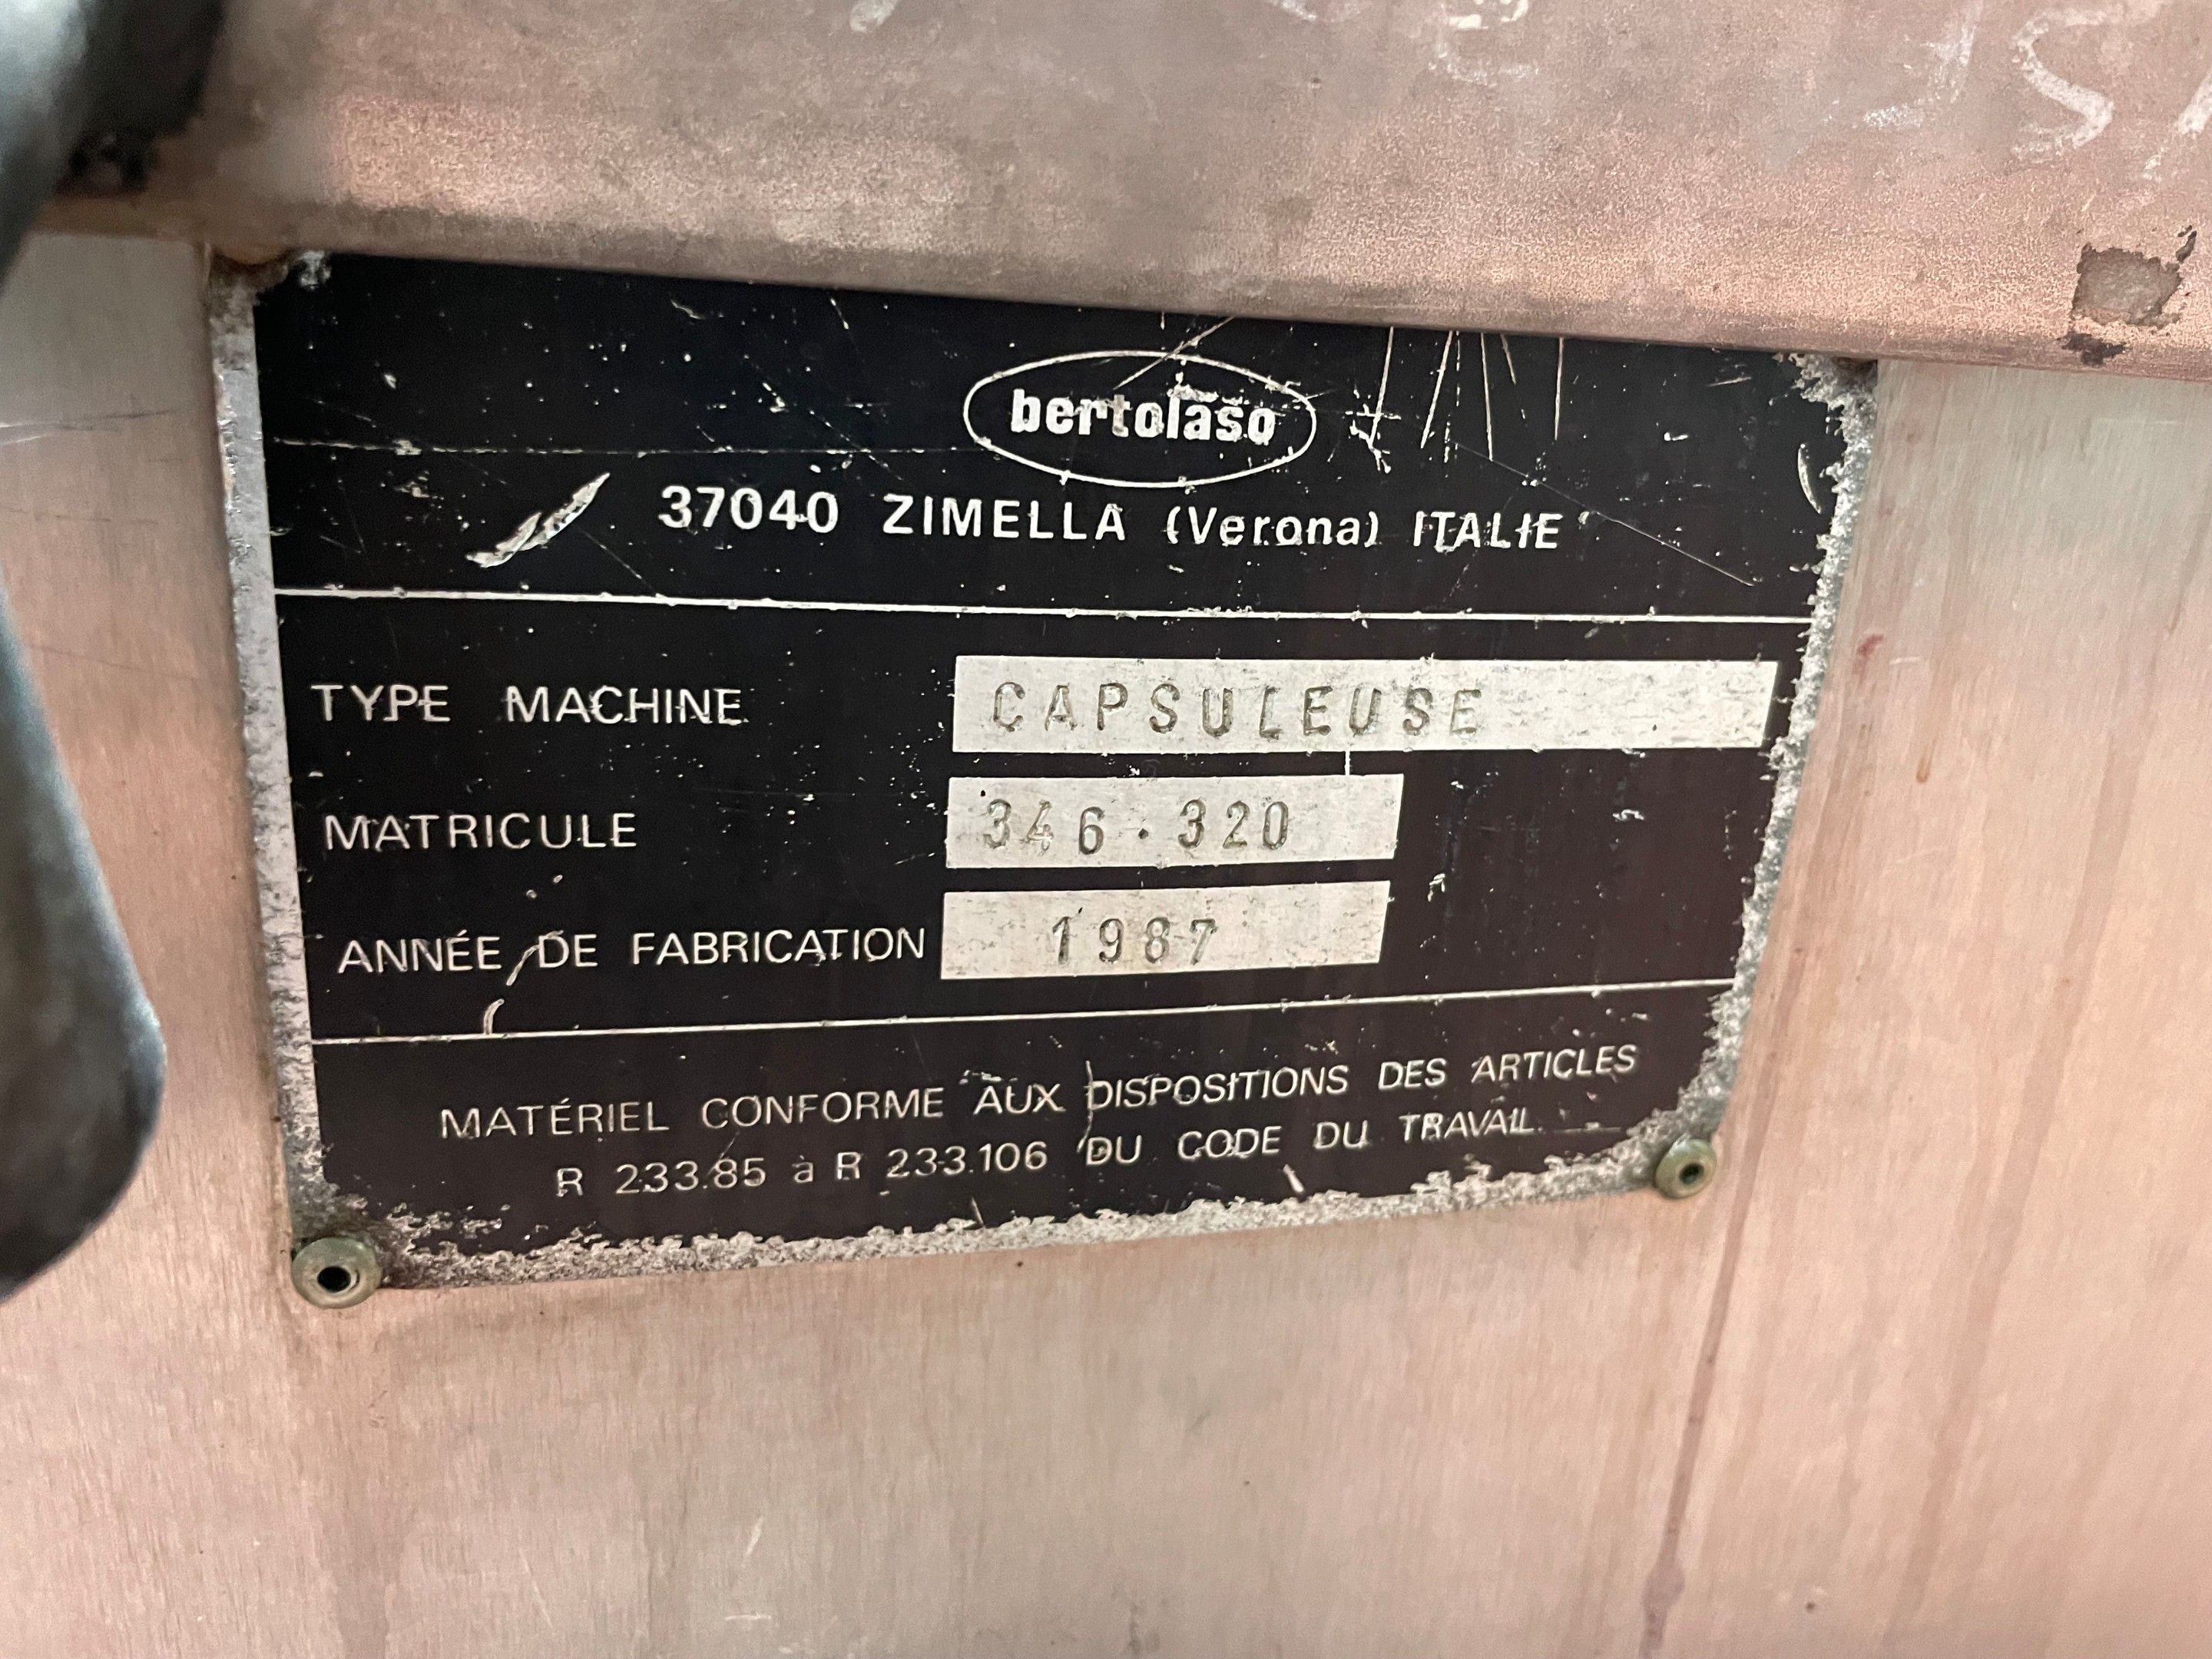 bertolaso
37040 ZIMELLA (Verona) ITALIE
TYPE MACHINE CAPSULEUSE
MATRICULE 346.320
ANNÉE DE FABRICATION 1987
MATÉRIEL CONFORME AUX DISPOSITIONS DES ARTICLES
R 233.85 à R 233.106 DU CODE DU TRAVAIL